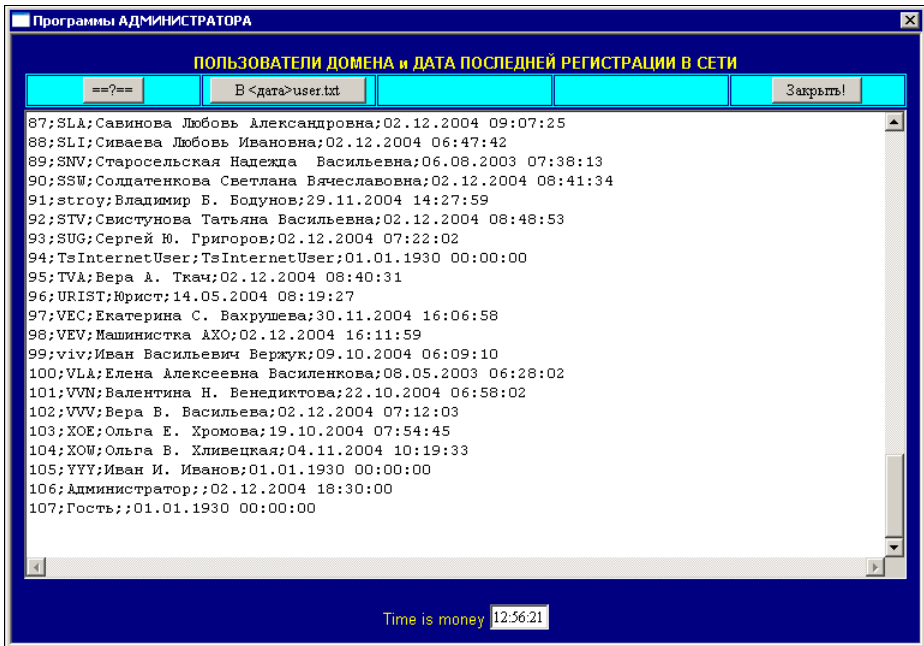 Программы АДМИНИСТРАТОРА
ПОЛЬЗОВАТЕЛИ ДОМЕНА и ДАТА ПОСЛЕДНЕЙ РЕГИСТРАЦИИ В СЕТИ
==?== В <дата>user.txt Закрыть!
87;SLA;Савинова Любовь Александровна;02.12.2004 09:07:25
88;SLI;Сиваева Любовь Ивановна;02.12.2004 06:47:42
89;SNV;Старосельская Надежда  Васильевна;06.08.2003 07:38:13
90;SSW;Солдатенкова Светлана Вячеславовна;02.12.2004 08:41:34
91;stroy;Владимир Б. Бодунов;29.11.2004 14:27:59
92;STV;Свистунова Татьяна Васильевна;02.12.2004 08:48:53
93;SUG;Сергей Ю. Григоров;02.12.2004 07:22:02
94;TsInternetUser;TsInternetUser;01.01.1930 00:00:00
95;TVA;Вера А. Ткач;02.12.2004 08:40:31
96;URIST;Юрист;14.05.2004 08:19:27
97;VEC;Екатерина С. Вахрушева;30.11.2004 16:06:58
98;VEV;Машинистка АХО;02.12.2004 16:11:59
99;viv;Иван Васильевич Вержук;09.10.2004 06:09:10
100;VLA;Елена Алексеевна Василенкова;08.05.2003 06:28:02
101;VVN;Валентина Н. Венедиктова;22.10.2004 06:58:02
102;VVV;Вера В. Васильева;02.12.2004 07:12:03
103;XOE;Ольга Е. Хромова;19.10.2004 07:54:45
104;XOW;Ольга В. Хливецкая;04.11.2004 10:19:33
105;YYY;Иван И. Иванов;01.01.1930 00:00:00
106;Администратор;;02.12.2004 18:30:00
107;Гость;;01.01.1930 00:00:00
Time is money 12:56:21